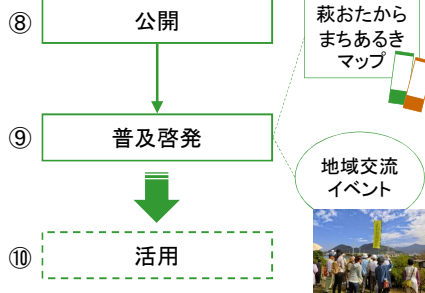 ⑧
公開
萩おたから
まちあるき
マップ
⑨
普及啓発
地域交流
イベント
⑩
活用